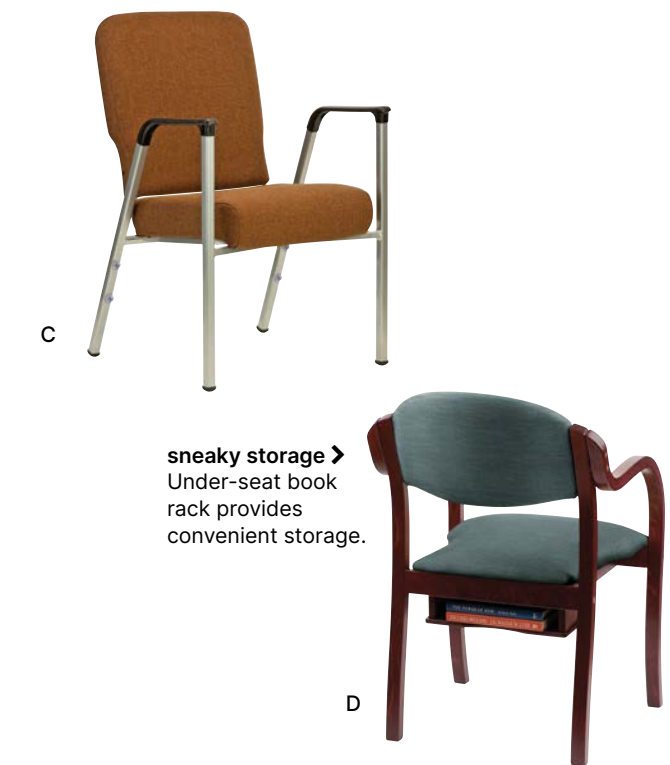 C
sneaky storage >
Under-seat book
rack provides
convenient storage.
D